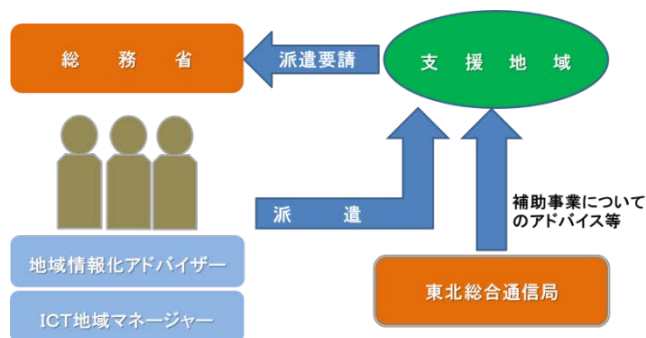 総務省
派遣要請
支援地域
派遣
補助事業について
のアドバイス等
地域情報化アドバイザー
ICT地域マネージャー
東北総合通信局